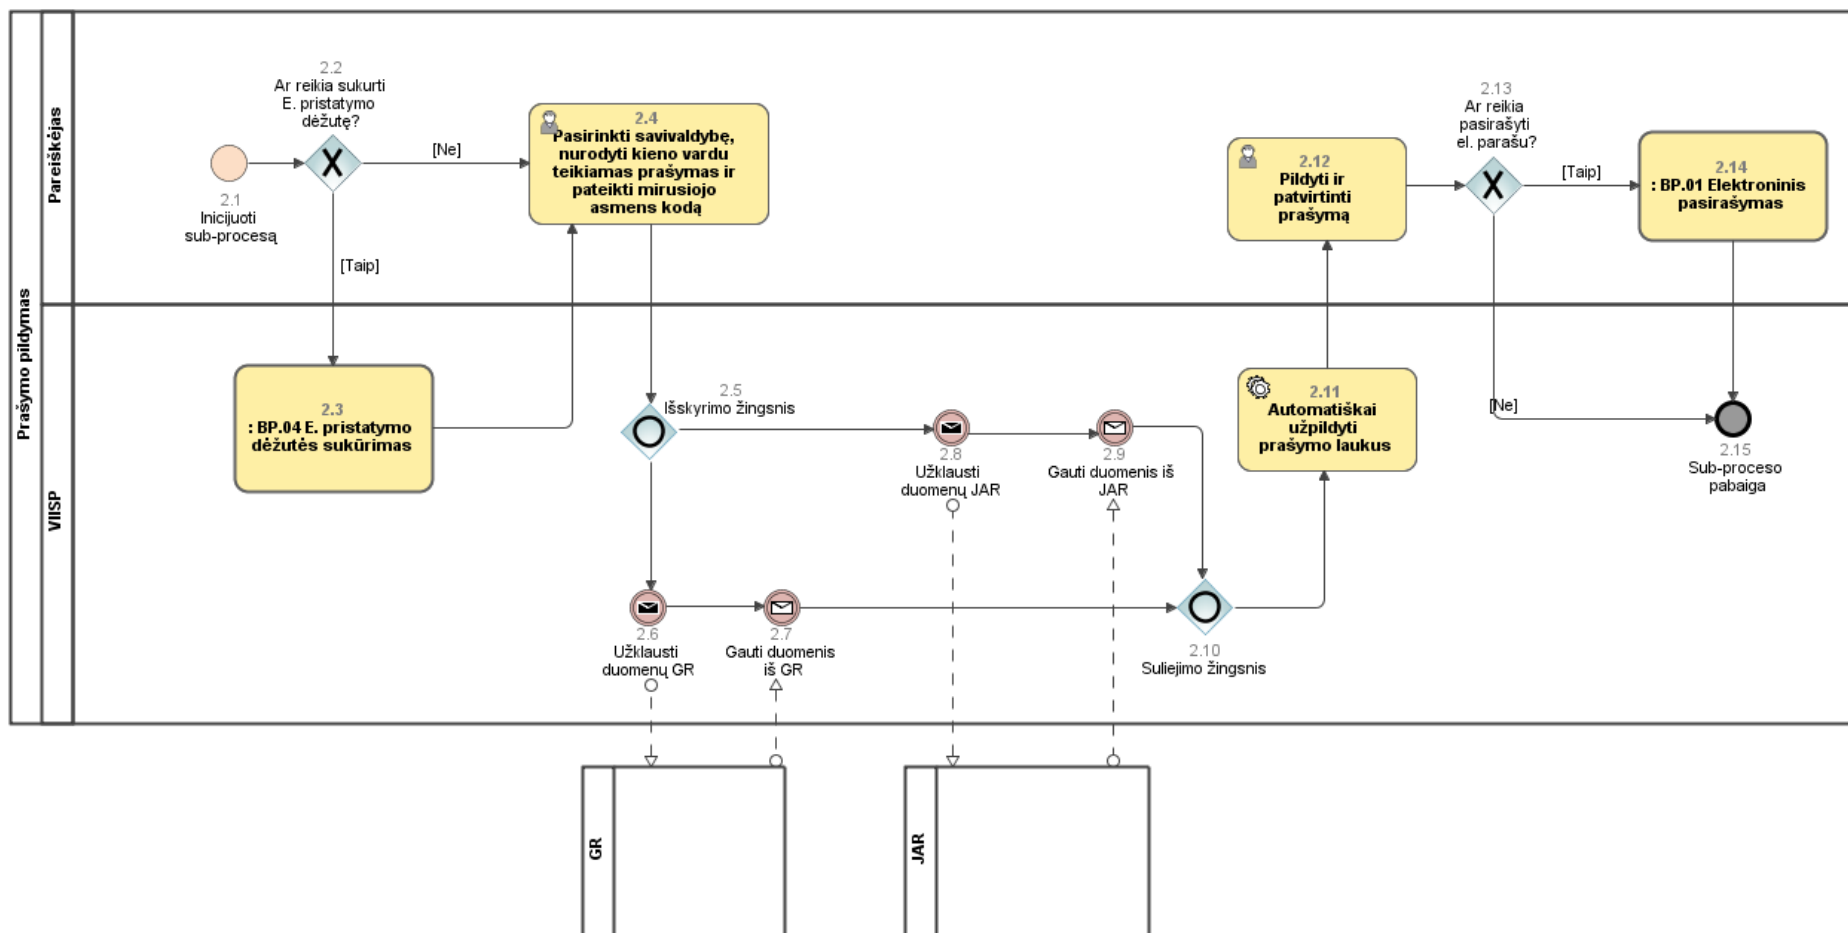 Prašymo pildymas
Pareiškėjas
2.1
Inicijuoti
sub-procesą
2.2
Ar reikia sukurti
E. pristatymo
dėžutę?
[Ne]
[Taip]
2.4
Pasirinkti savivaldybę,
nurodyti kieno vardu
teikiamas prašymas ir
pateikti mirusiojo
asmens kodą
2.12
Pildyti ir
patvirtinti
prašymą
2.13
Ar reikia
pasirašyti
el. parašu?
[Taip]
2.14
: BP.01 Elektroninis
pasirašymas
VIISP
2.3
: BP.04 E. pristatymo
dėžutės sukūrimas
2.5
Išskyrimo žingsnis
2.8
Užklausti
duomenų JAR
2.9
Gauti duomenis iš
JAR
2.11
Automatiškai
užpildyti
prašymo laukus
[Ne]
2.15
Sub-proceso
pabaiga
2.6
Užklausti
duomenų GR
2.7
Gauti duomenis
iš GR
2.10
Suliejimo žingsnis
GR
JAR